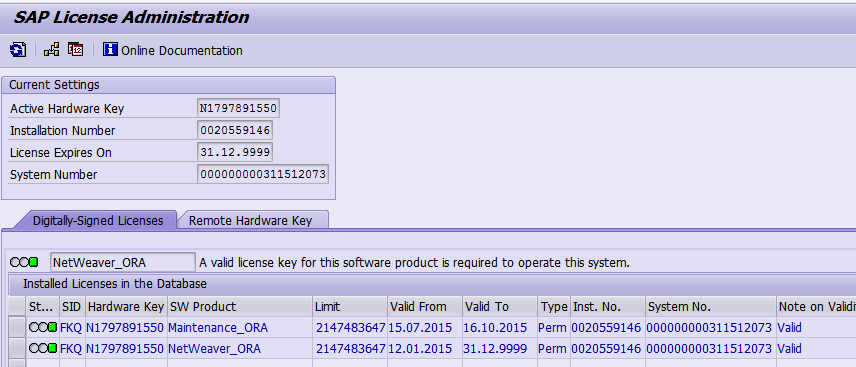 SAP License Administration
12 i Online Documentation
Current Settings
Active Hardware Key N1797891550
Installation Number 0020559146
License Expires On 31.12.9999
System Number 000000000311512073
Digitally-Signed Licenses Remote Hardware Key
NetWeaver_ORA A valid license key for this software product is required to operate this system.
Installed Licenses in the Database
St... SID Hardware Key SW Product Limit Valid From Valid To Type Inst. No. System No. Note on Validi
FKQ N1797891550 Maintenance_ORA 2147483647 15.07.2015 16.10.2015 Perm 0020559146 000000000311512073 Valid
FKQ N1797891550 NetWeaver_ORA 2147483647 12.01.2015 31.12.9999 Perm 0020559146 000000000311512073 Valid